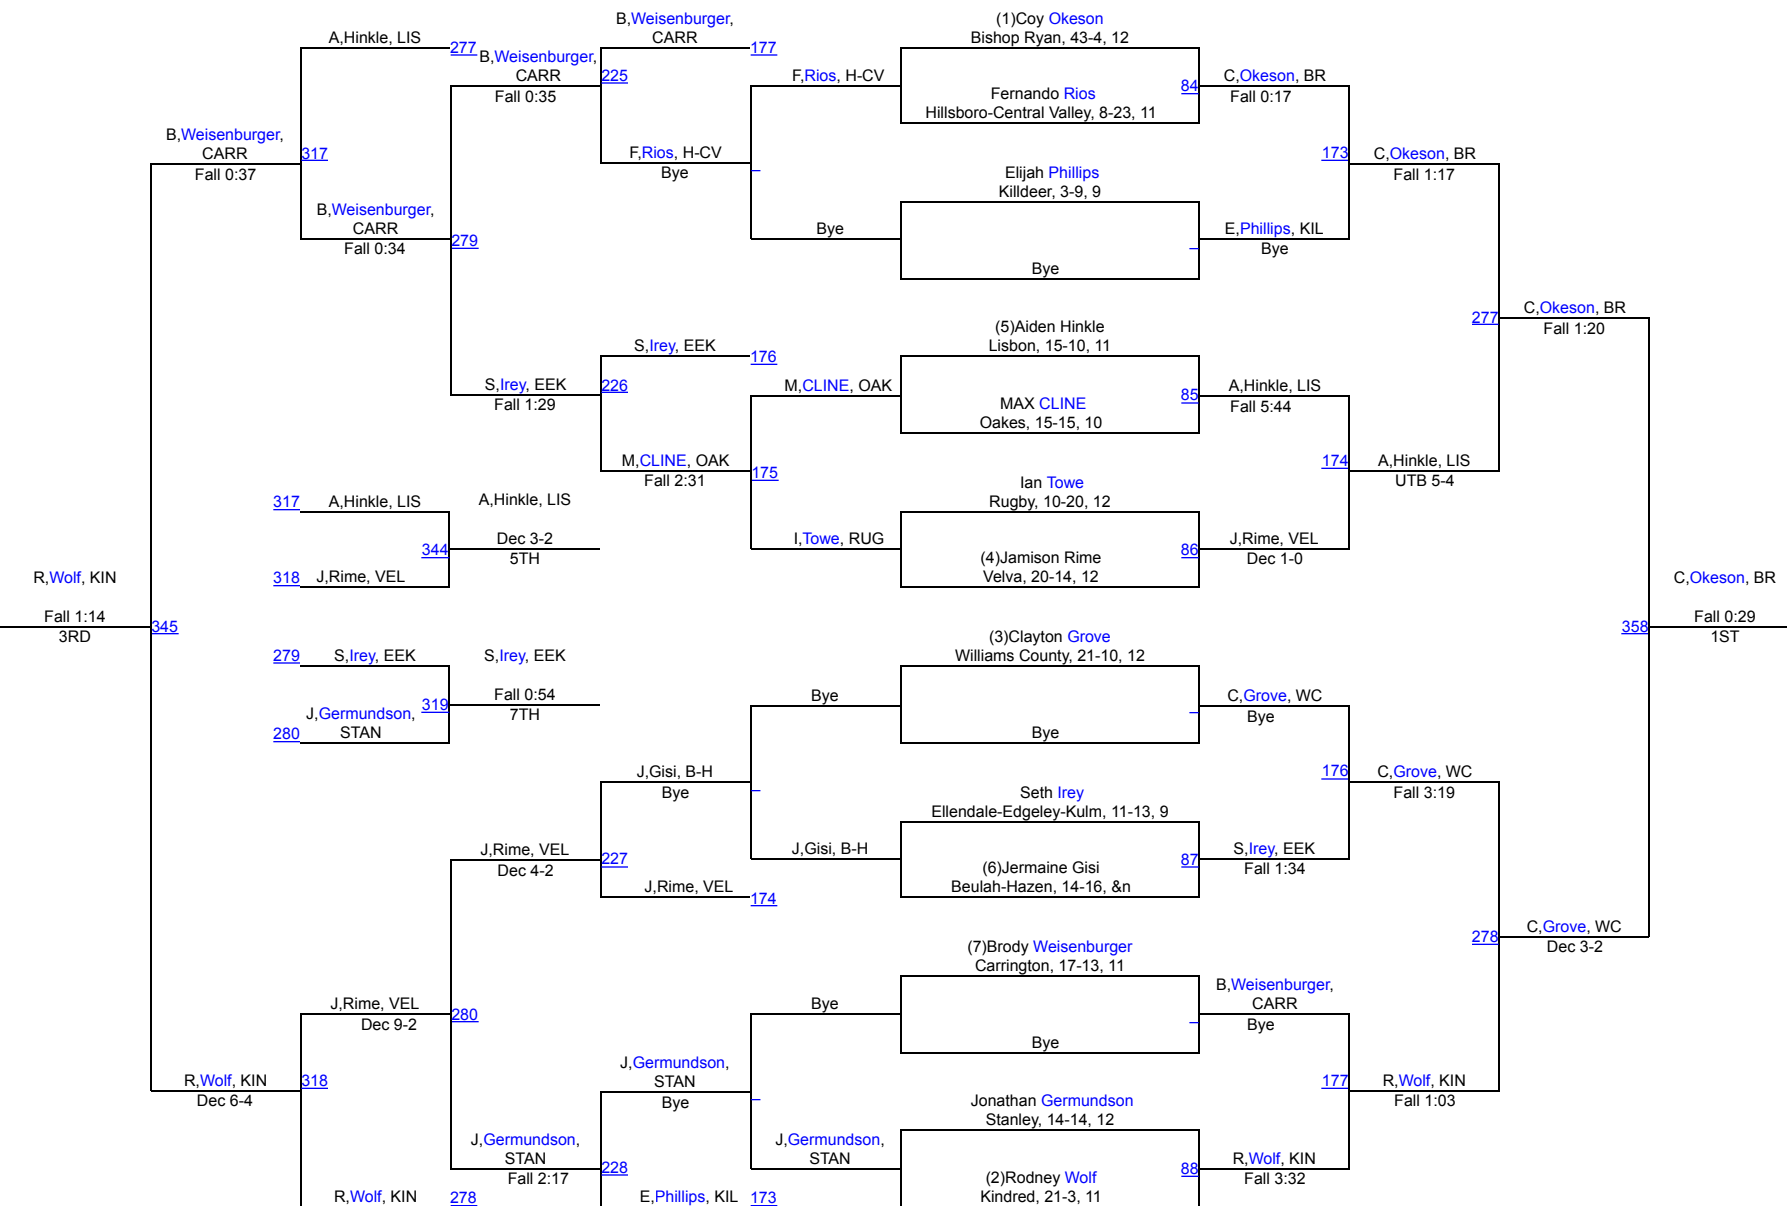 B,Weisenburger,
CARR
177
(1)Coy Okeson
Bishop Ryan, 43-4, 12
A,Hinkle, LIS
277
B,Weisenburger,
CARR
225
Fall 0:35
F,Rios, H-CV
Fernando Rios
Hillsboro-Central Valley, 8-23, 11
84
C,Okeson, BR
Fall 0:17
B,Weisenburger,
CARR
317
Fall 0:37
F,Rios, H-CV
Bye
Elijah Phillips
Killdeer, 3-9, 9
173
C,Okeson, BR
Fall 1:17
B,Weisenburger,
CARR
279
Fall 0:34
Bye
Bye
E,Phillips, KIL
Bye
(5)Aiden Hinkle
Lisbon, 15-10, 11
277
C,Okeson, BR
Fall 1:20
S,Irey, EEK
176
S,Irey, EEK
226
Fall 1:29
M,CLINE, OAK
MAX CLINE
Oakes, 15-15, 10
85
A,Hinkle, LIS
Fall 5:44
M,CLINE, OAK
175
Fall 2:31
Ian Towe
Rugby, 10-20, 12
174
A,Hinkle, LIS
UTB 5-4
317
A,Hinkle, LIS
A,Hinkle, LIS
344
Dec 3-2
5TH
318
J,Rime, VEL
I,Towe, RUG
(4)Jamison Rime
Velva, 20-14, 12
86
J,Rime, VEL
Dec 1-0
R,Wolf, KIN
Fall 1:14
3RD
345
C,Okeson, BR
358
Fall 0:29
1ST
279
S,Irey, EEK
S,Irey, EEK
319
Fall 0:54
7TH
280
J,Germundson,
STAN
(3)Clayton Grove
Williams County, 21-10, 12
Bye
Bye
C,Grove, WC
Bye
J,Gisi, B-H
Bye
Seth Irey
Ellendale-Edgeley-Kulm, 11-13, 9
176
C,Grove, WC
Fall 3:19
J,Rime, VEL
227
Dec 4-2
J,Gisi, B-H
(6)Jermaine Gisi
Beulah-Hazen, 14-16, &n
87
S,Irey, EEK
Fall 1:34
J,Rime, VEL
174
(7)Brody Weisenburger
Carrington, 17-13, 11
278
C,Grove, WC
Dec 3-2
J,Rime, VEL
280
Dec 9-2
Bye
Bye
B,Weisenburger,
CARR
Bye
J,Germundson,
STAN
Bye
R,Wolf, KIN
318
Dec 6-4
Jonathan Germundson
Stanley, 14-14, 12
177
R,Wolf, KIN
Fall 1:03
J,Germundson,
STAN
228
Fall 2:17
J,Germundson,
STAN
(2)Rodney Wolf
Kindred, 21-3, 11
88
R,Wolf, KIN
Fall 3:32
R,Wolf, KIN
278
E,Phillips, KIL
173